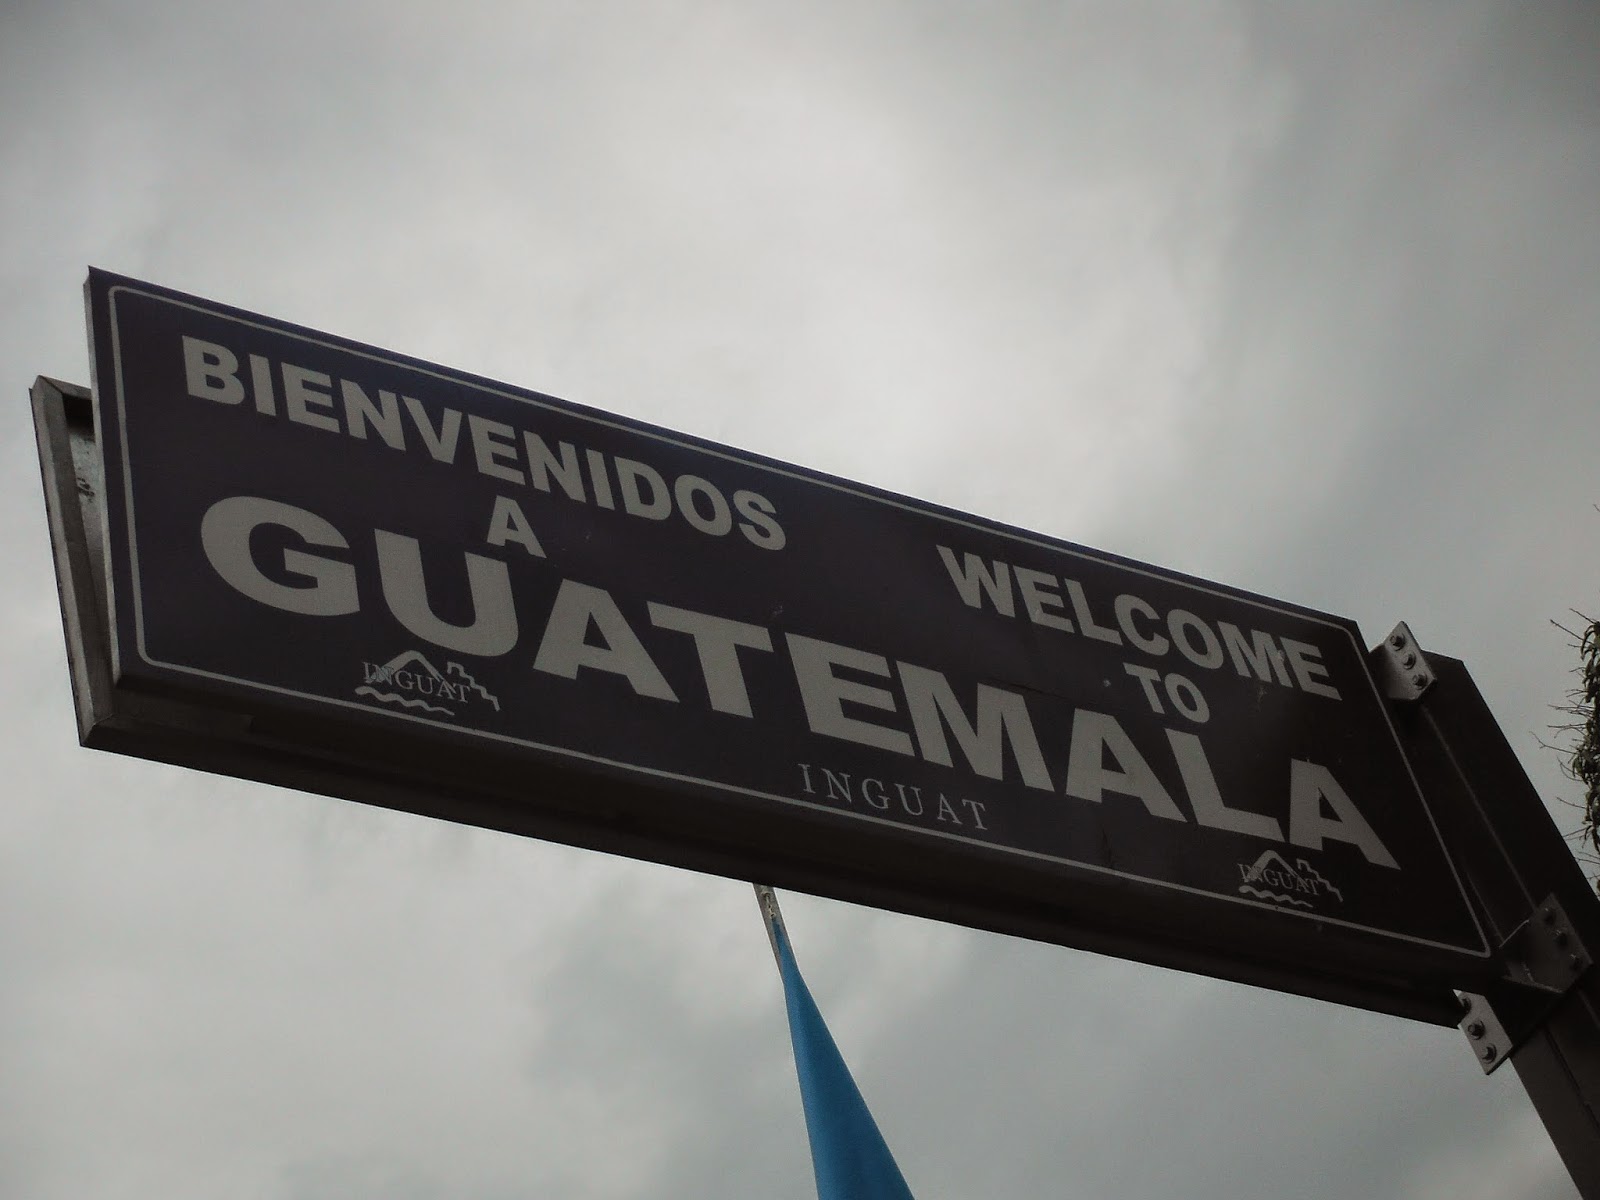 BIENVENIDOS
A
WELCOME
TO
GUATEMALA
INGUAT
INGUAT
INGUAT